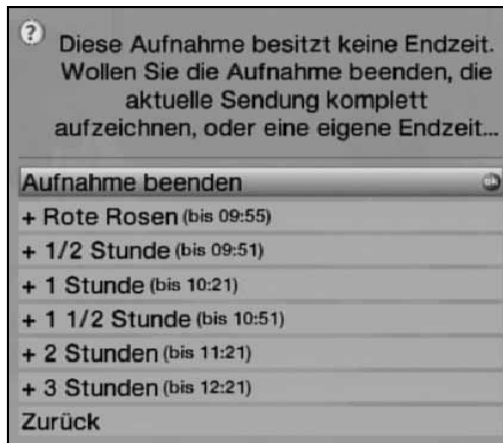 ?
Diese Aufnahme besitzt keine Endzeit.
Wollen Sie die Aufnahme beenden, die
aktuelle Sendung komplett
aufzeichnen, oder eine eigene Endzeit...
Aufnahme beenden ok
+ Rote Rosen (bis 09:55)
+ 1/2 Stunde (bis 09:51)
+ 1 Stunde (bis 10:21)
+ 1 1/2 Stunde (bis 10:51)
+ 2 Stunden (bis 11:21)
+ 3 Stunden (bis 12:21)
Zurück